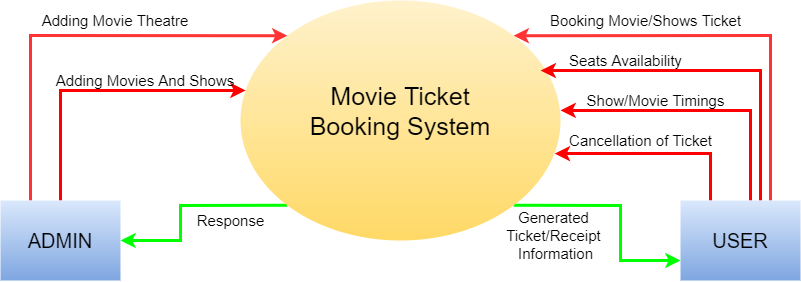 Adding Movie Theatre
Booking Movie/Shows Ticket
Seats Availability
Adding Movies And Shows
Movie Ticket
Booking System
Show/Movie Timings
Cancellation of Ticket
Response
Generated
Ticket/Receipt
Information
ADMIN
USER